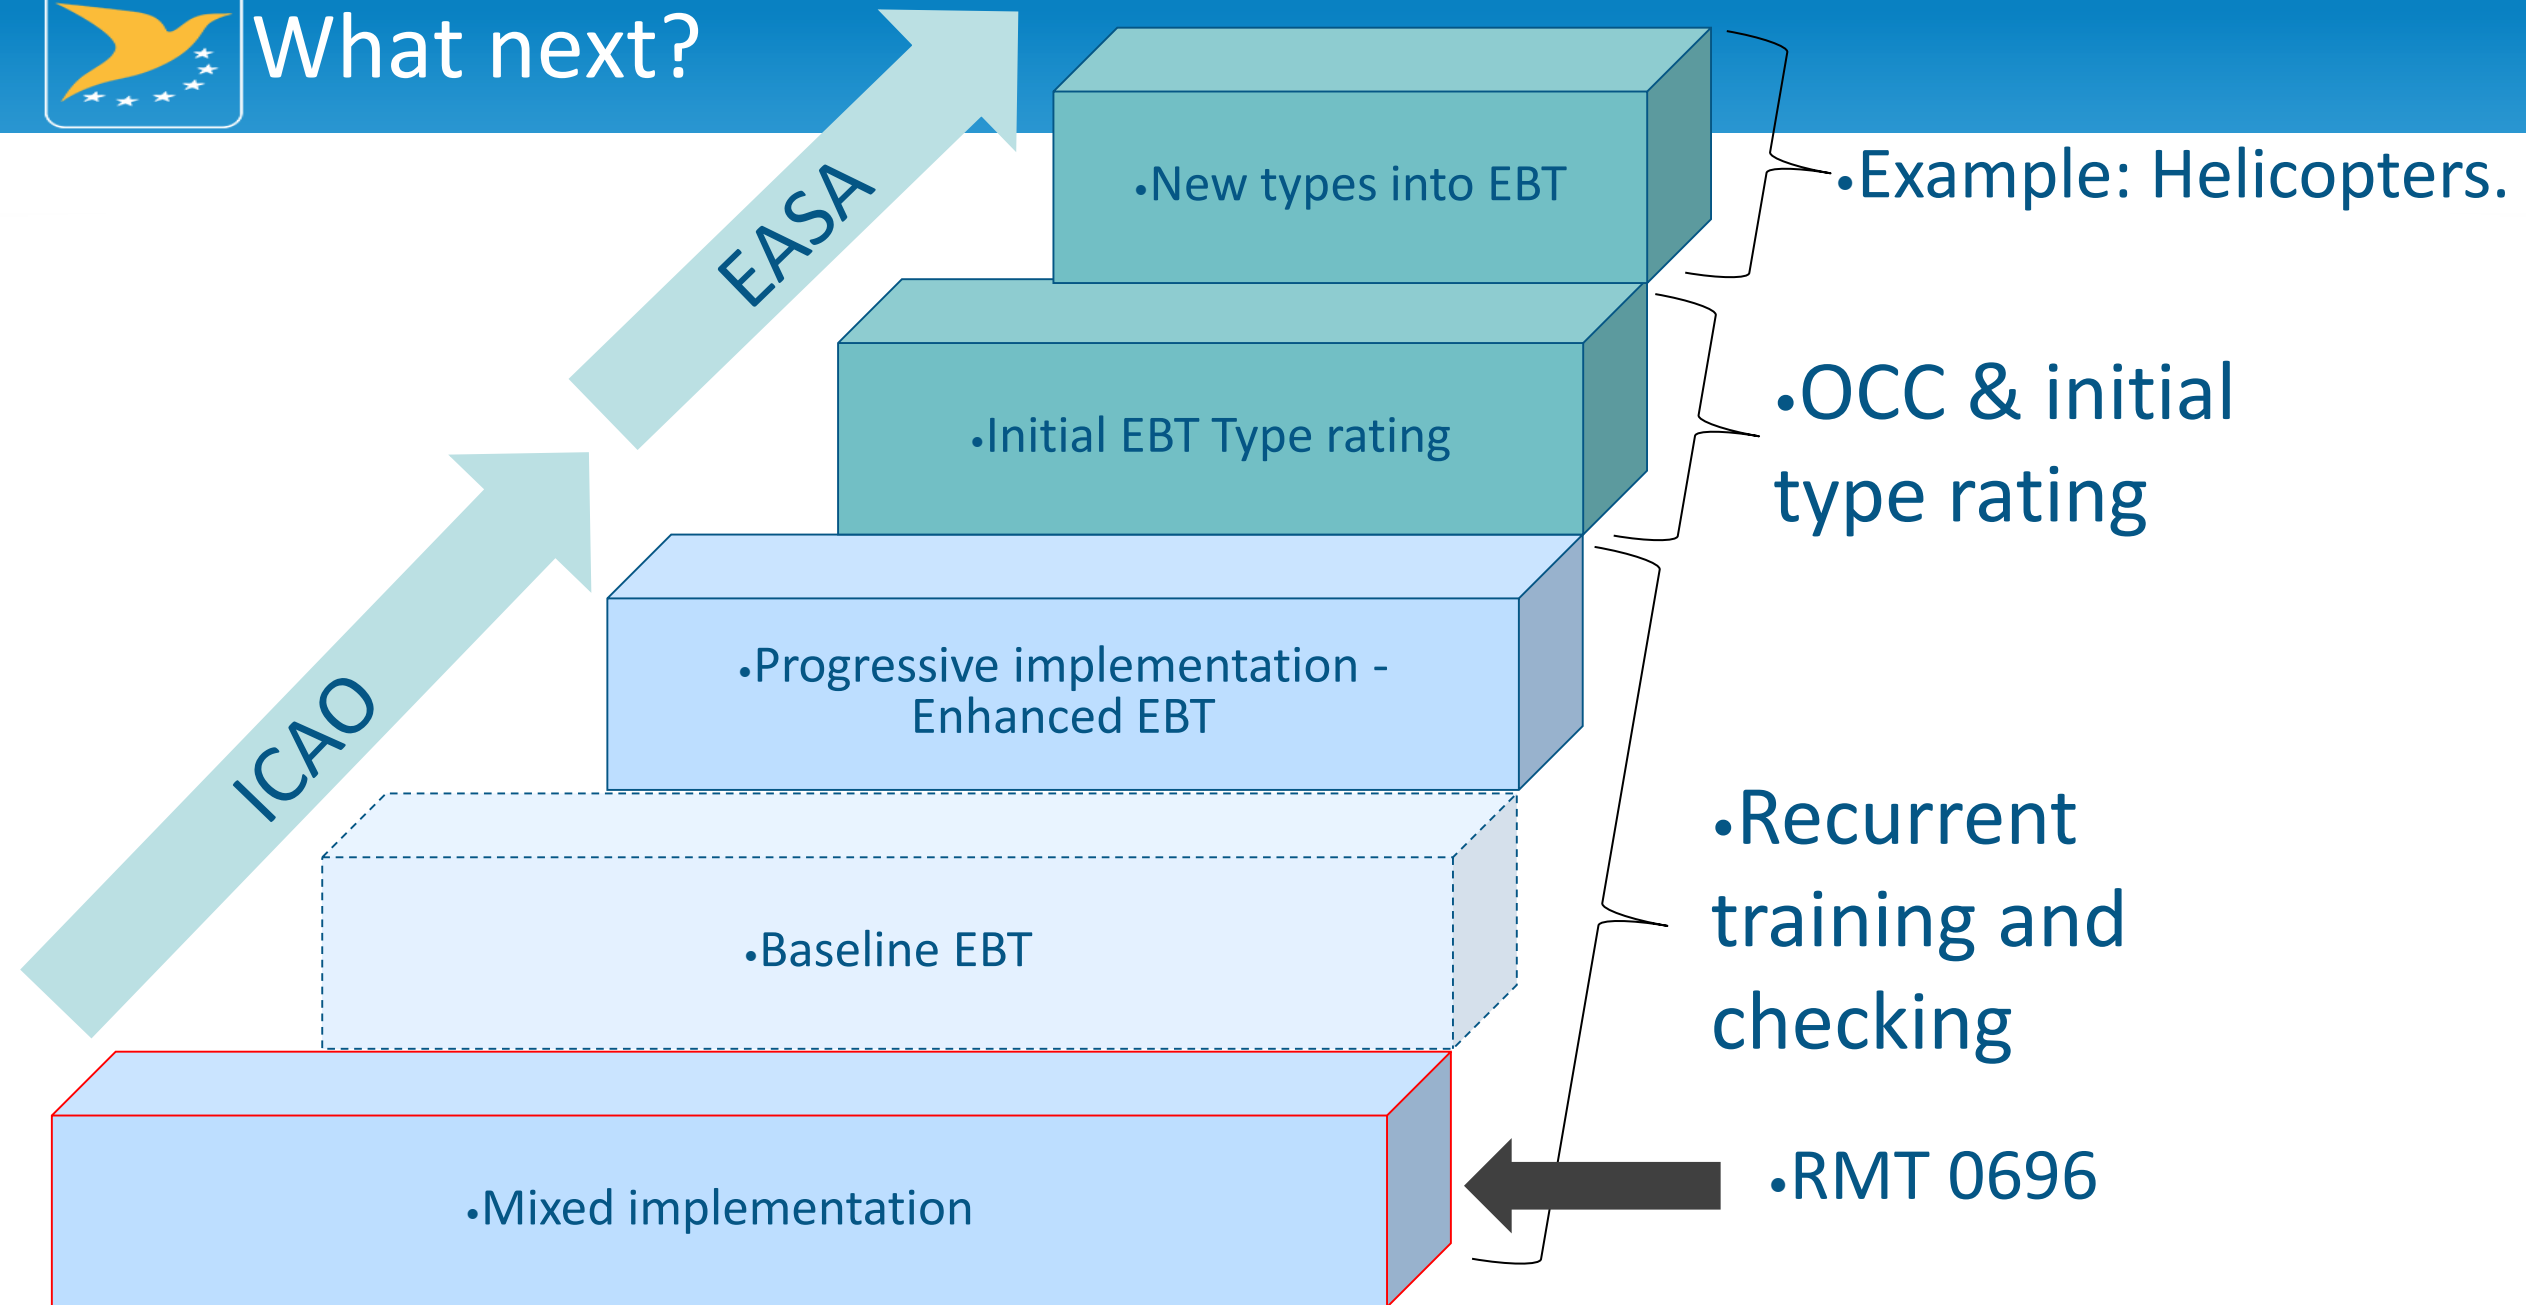 What next?
EASA
•New types into EBT
•Example: Helicopters.
•Initial EBT Type rating
•OCC & initial
type rating
ICAO
•Progressive implementation -
Enhanced EBT
•Baseline EBT
•Recurrent
training and
checking
•Mixed implementation
•RMT 0696